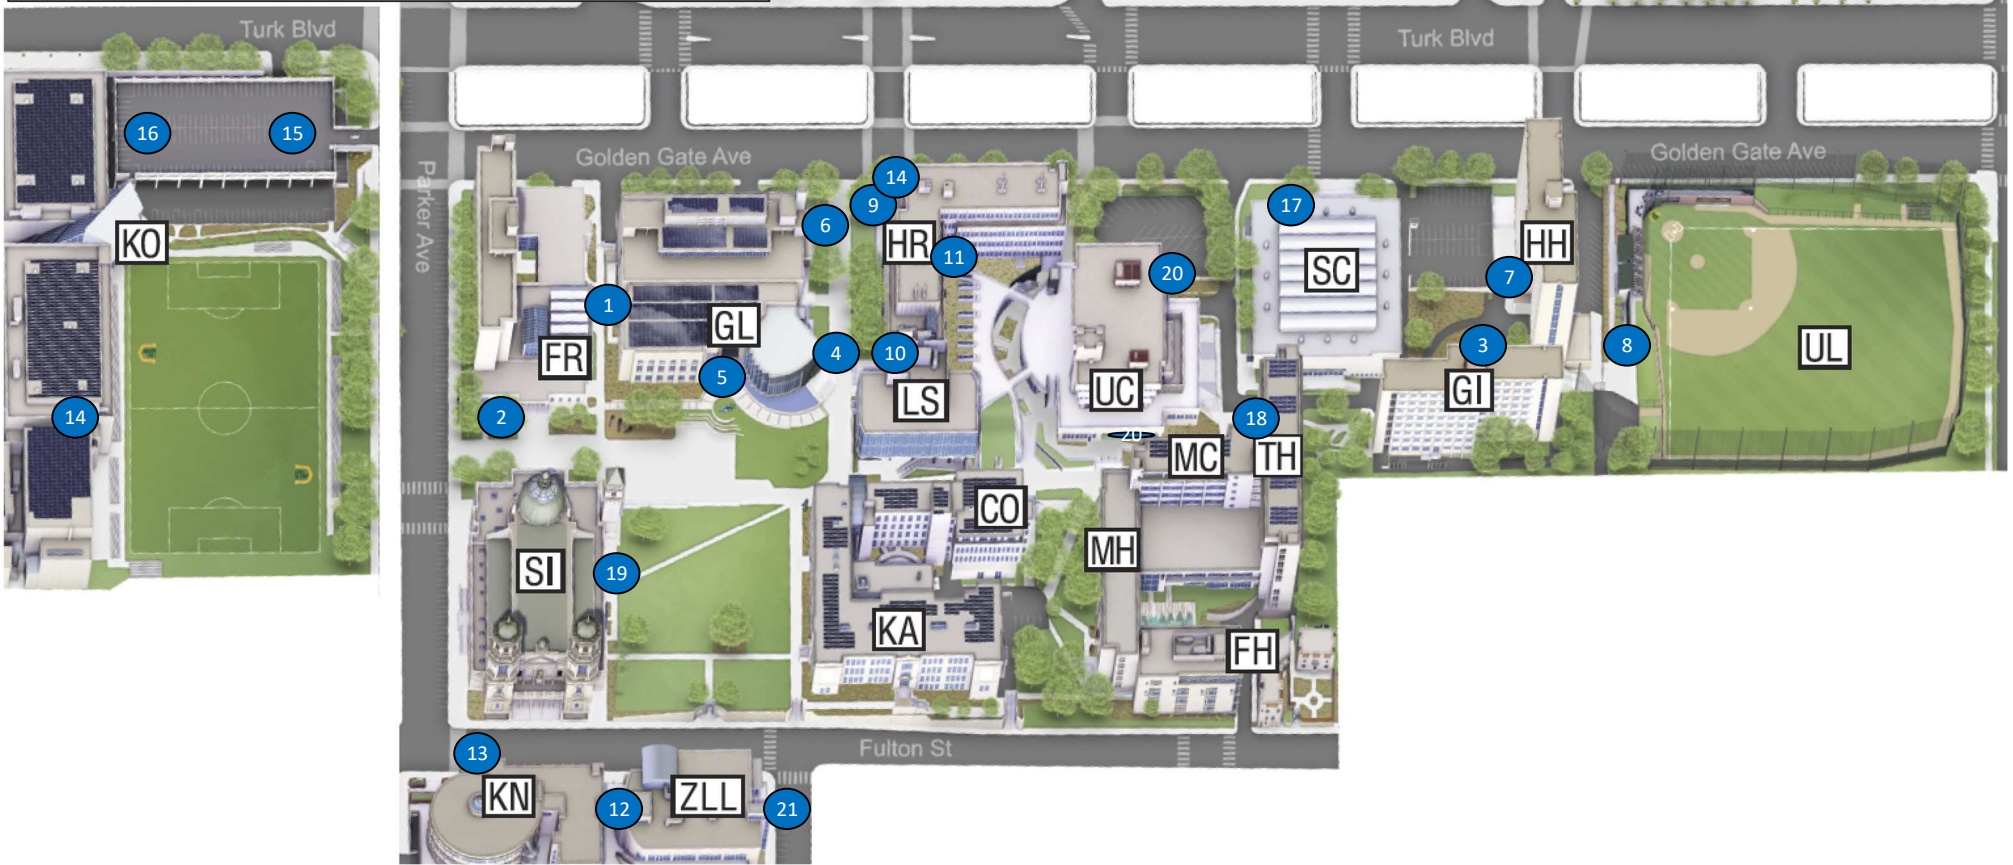 Turk Blvd
Turk Blvd
16
15
Parker Ave
Golden Gate Ave
Golden Gate Ave
14
9
6
17
KO
HR
HH
11
SC
20
7
1
GL
FR
4
10
3
8
UL
5
LS
UC
GI
14
2
18
20
MC
TH
CO
SI
19
MH
KA
FH
13
Fulton St
KN
12
ZLL
21